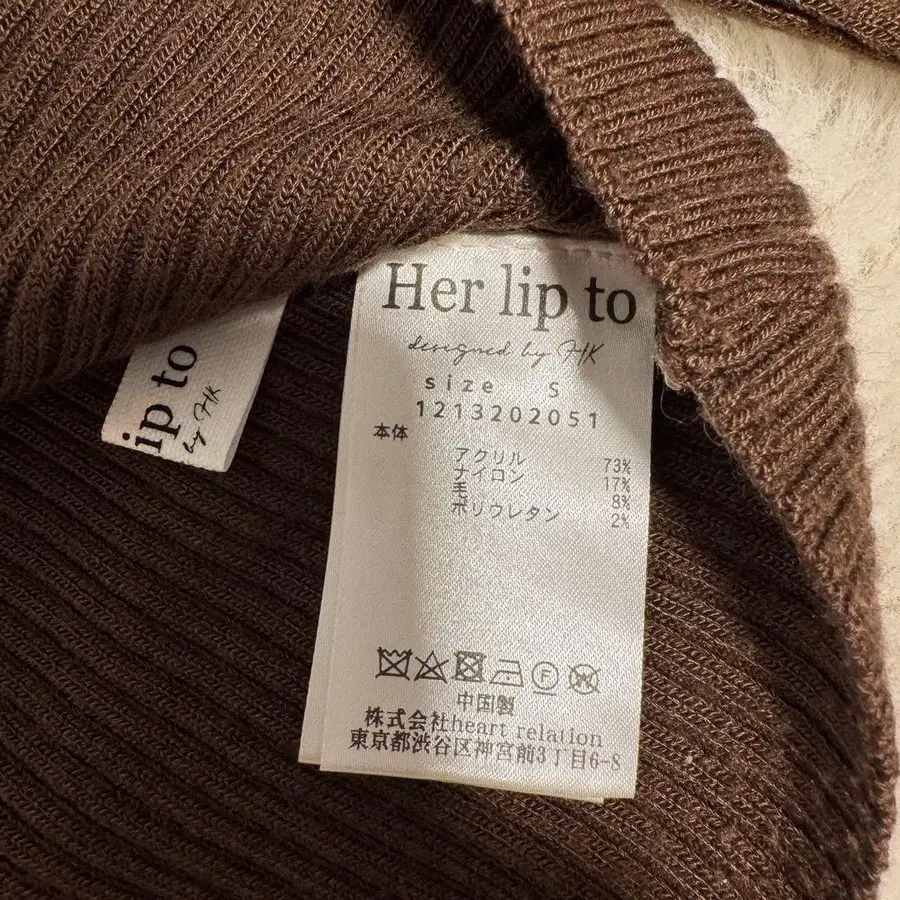 Her lip to
designed by HK
size S
1213202051
本体
アクリル 73%
ナイロン 17%
毛 8%
ポリウレタン 2%
F
W
中国製
株式会社heart relation
東京都渋谷区神宮前3丁目6-8
lip to
by HK